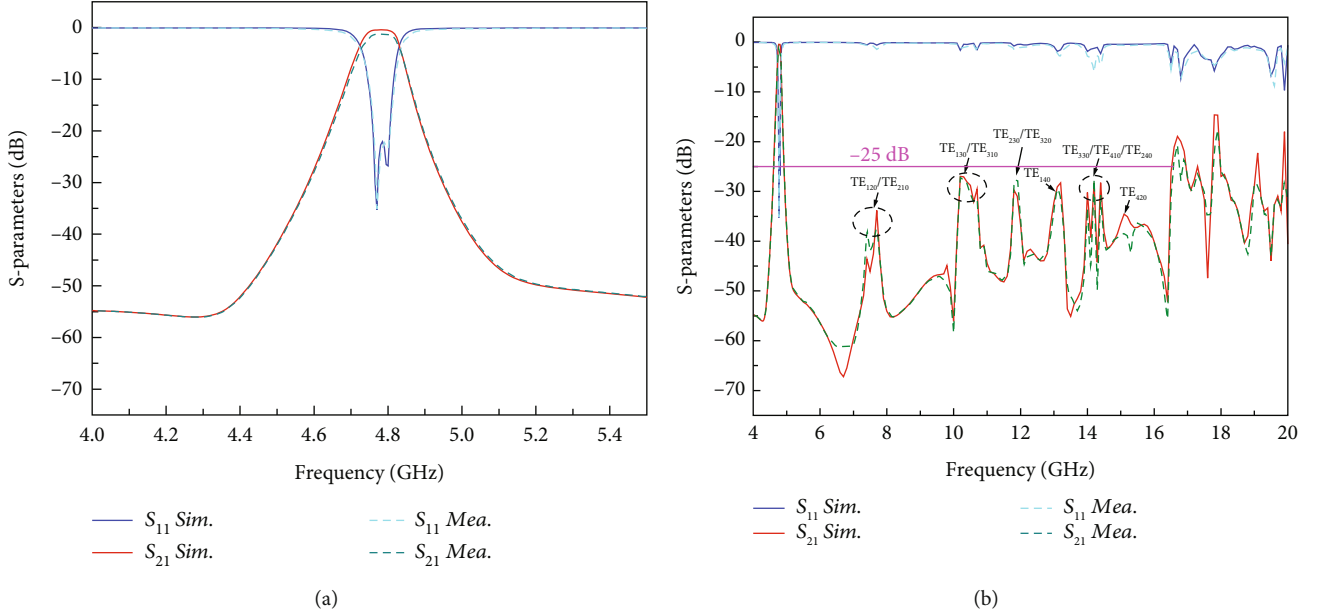 0
−10
−20
−30
−40
−50
−60
−70
S-parameters (dB)
4.0
4.2
4.4
4.6
4.8
5.0
5.2
5.4
Frequency (GHz)
S11 Sim.
S21 Sim.
S11 Mea.
S21 Mea.
(a)
0
−10
−20
−30
−40
−50
−60
−70
S-parameters (dB)
−25 dB
TE120/TE210
TE130/TE310
TE230/TE320
TE140
TE330/TE410/TE240
TE420
4
6
8
10
12
14
16
18
20
Frequency (GHz)
S11 Sim.
S21 Sim.
S11 Mea.
S21 Mea.
(b)